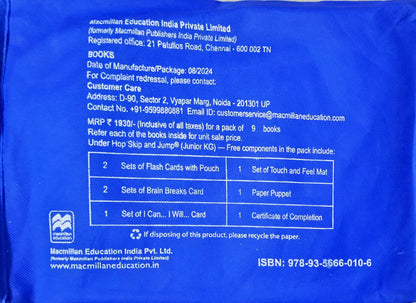 Macmillan Education India Private Limited
(formerly Macmillan Publishers India Private Limited)
Registered office: 21 Patullos Road, Chennai - 600 002 TN
BOOKS
Date of Manufacture/Package: 08/2024
For Complaint redressal, please contact:
Customer Care
Address: D-90, Sector 2, Vyapar Marg, Noida - 201301 UP
Contact No. +91-9599880681 Email ID: customerservice@macmillaneducation.com
MRP ₹ 1930/- (Inclusive of all taxes) for a pack of 9 books
Refer each of the books inside for unit sale price.
Under Hop Skip and Jump® (Junior KG) — Free components in the pack include:
2 Sets of Flash Cards with Pouch 1 Set of Touch and Feel Mat
2 Sets of Brain Breaks Card 1 Paper Puppet
1 Set of I Can... I Will... Card 1 Certificate of Completion
macmillan
education
If disposing of this product, please recycle the paper.
Macmillan Education India Pvt. Ltd.
(formerly Macmillan Publishers India Private Limited)
www.macmillaneducation.in
ISBN: 978-93-5666-010-6